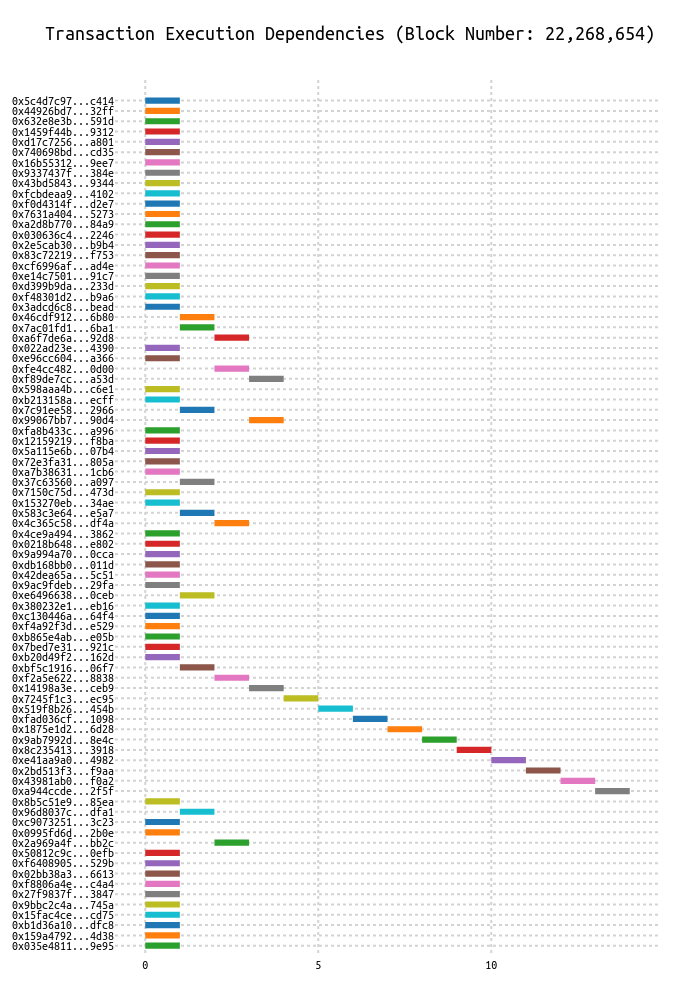 Transaction Execution Dependencies (Block Number: 22,268,654)
0x5c4d7c97...c414
0x44926bd7...32ff
0x632e8e3b...591d
0x1459f44b...9312
0xd17c7256...a801
0x740698bd...cd35
0x16b55312...9ee7
0x9337437f...384e
0x43bd5843...9344
0xfcbdeaa9...4102
0xf0d4314f...d2e7
0x7631a404...5273
0xa2d8b770...84a9
0x030636c4...2246
0x2e5cab30...b9b4
0x83c72219...f753
0xcf6996af...ad4e
0xe14c7501...91c7
0xd399b9da...233d
0xf48301d2...b9a6
0x3adcd6c8...bead
0x46cdf912...6b80
0x7ac01fd1...6ba1
0xa6f7de6a...92d8
0x022ad23e...4390
0xe96cc604...a366
0xfe4cc482...0d00
0xf89de7cc...a53d
0x598aaa4b...c6e1
0xb213158a...ecff
0x7c91ee58...2966
0x99067bb7...90d4
0xfa8b433c...a996
0x12159219...f8ba
0x5a115e6b...07b4
0x72e3fa31...805a
0xa7b38631...1cb6
0x37c63560...a097
0x7150c75d...473d
0x153270eb...34ae
0x583c3e64...e5a7
0x4c365c58...df4a
0x4ce9a494...3862
0x0218b648...e802
0x9a994a70...0cca
0xdb168bb0...011d
0x42dea65a...5c51
0x9ac9fdeb...29fa
0xe6496638...0ceb
0x380232e1...eb16
0xc130446a...64f4
0xf4a92f3d...e529
0xb865e4ab...e05b
0x7bed7e31...921c
0xb20d49f2...162d
0xbf5c1916...06f7
0xf2a5e622...8838
0x14198a3e...ceb9
0x7245f1c3...ec95
0x519f8b26...454b
0xfad036cf...1098
0x1875e1d2...6d28
0x9ab7992d...8e4c
0x8c235413...3918
0xe41aa9a0...4982
0x2bd513f3...f9aa
0x43981ab0...f0a2
0xa944ccde...2f5f
0x8b5c51e9...85ea
0x96d8037c...dfa1
0xc9073251...3c23
0x0995fd6d...2b0e
0x2a969a4f...bb2c
0x50812c9c...0efb
0xf6408905...529b
0x02bb38a3...6613
0xf8806a4e...c4a4
0x27f9837f...3847
0x9bbc2c4a...745a
0x15fac4ce...cd75
0xb1d36a10...dfc8
0x159a4792...4d38
0x035e4811...9e95
0 5 10